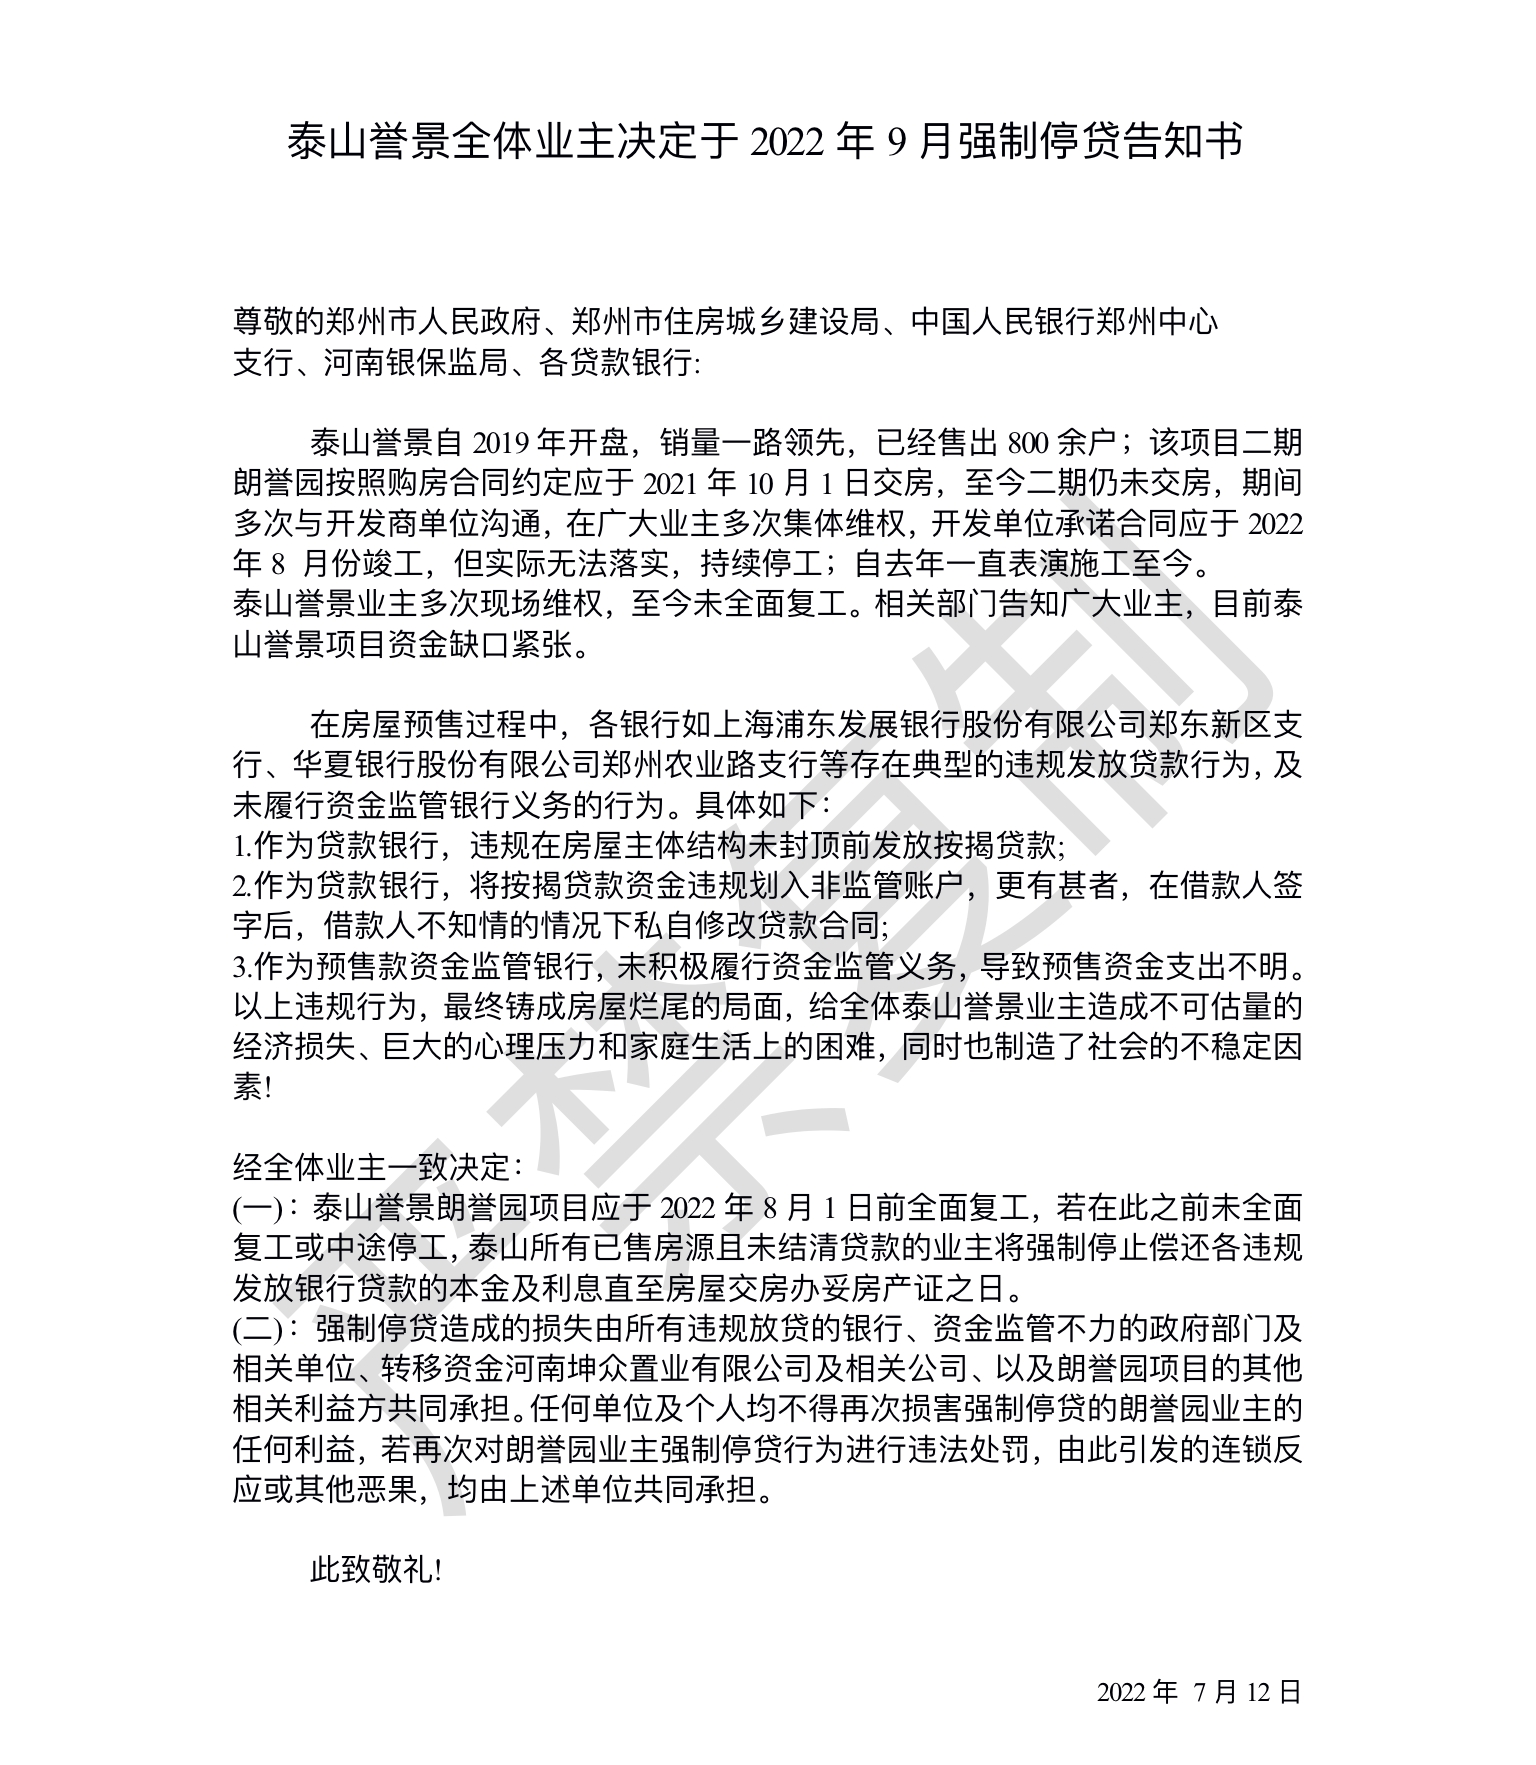 泰山誉景全体业主决定于 2022 年 9 月强制停贷告知书
尊敬的郑州市人民政府、郑州市住房城乡建设局、中国人民银行郑州中心
支行、河南银保监局、各贷款银行:
泰山誉景自 2019 年开盘，销量一路领先，已经售出 800 余户；该项目二期
朗誉园按照购房合同约定应于 2021 年 10 月 1 日交房，至今二期仍未交房，期间
多次与开发商单位沟通，在广大业主多次集体维权，开发单位承诺合同应于 2022
年 8 月份竣工，但实际无法落实，持续停工；自去年一直表演施工至今。
泰山誉景业主多次现场维权，至今未全面复工。相关部门告知广大业主，目前泰
山誉景项目资金缺口紧张。
在房屋预售过程中，各银行如上海浦东发展银行股份有限公司郑东新区支
行、华夏银行股份有限公司郑州农业路支行等存在典型的违规发放贷款行为，及
未履行资金监管银行义务的行为。具体如下：
1.作为贷款银行，违规在房屋主体结构未封顶前发放按揭贷款;
2.作为贷款银行，将按揭贷款资金违规划入非监管账户，更有甚者，在借款人签
字后，借款人不知情的情况下私自修改贷款合同;
3.作为预售款资金监管银行，未积极履行资金监管义务，导致预售资金支出不明。
以上违规行为，最终铸成房屋烂尾的局面，给全体泰山誉景业主造成不可估量的
经济损失、巨大的心理压力和家庭生活上的困难，同时也制造了社会的不稳定因
素!
经全体业主一致决定：
(一)：泰山誉景朗誉园项目应于 2022 年 8 月 1 日前全面复工，若在此之前未全面
复工或中途停工，泰山所有已售房源且未结清贷款的业主将强制停止偿还各违规
发放银行贷款的本金及利息直至房屋交房办妥房产证之日。
(二)：强制停贷造成的损失由所有违规放贷的银行、资金监管不力的政府部门及
相关单位、转移资金河南坤众置业有限公司及相关公司、以及朗誉园项目的其他
相关利益方共同承担。任何单位及个人均不得再次损害强制停贷的朗誉园业主的
任何利益，若再次对朗誉园业主强制停贷行为进行违法处罚，由此引发的连锁反
应或其他恶果，均由上述单位共同承担。
此致敬礼!
2022 年 7 月 12 日
严禁复制